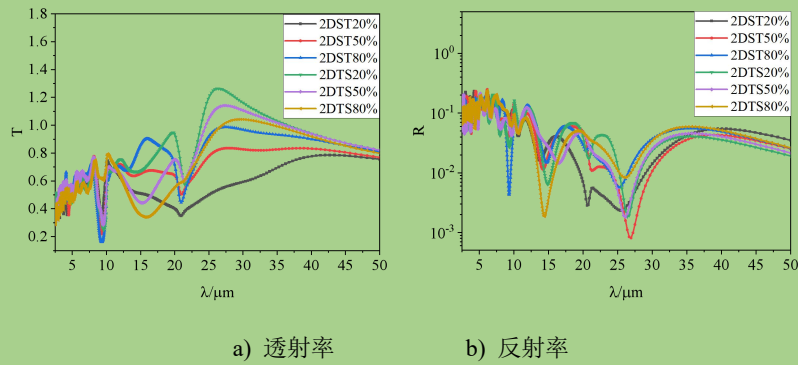 1.8
1.6
1.4
1.2
1.0
0.8
0.6
0.4
0.2
T
5 10 15 20 25 30 35 40 45 50
λ/μm
2DST20%
2DST50%
2DST80%
2DTS20%
2DTS50%
2DTS80%
a) 透射率
10⁰
10⁻¹
10⁻²
10⁻³
R
5 10 15 20 25 30 35 40 45 50
λ/μm
2DST20%
2DST50%
2DST80%
2DTS20%
2DTS50%
2DTS80%
b) 反射率